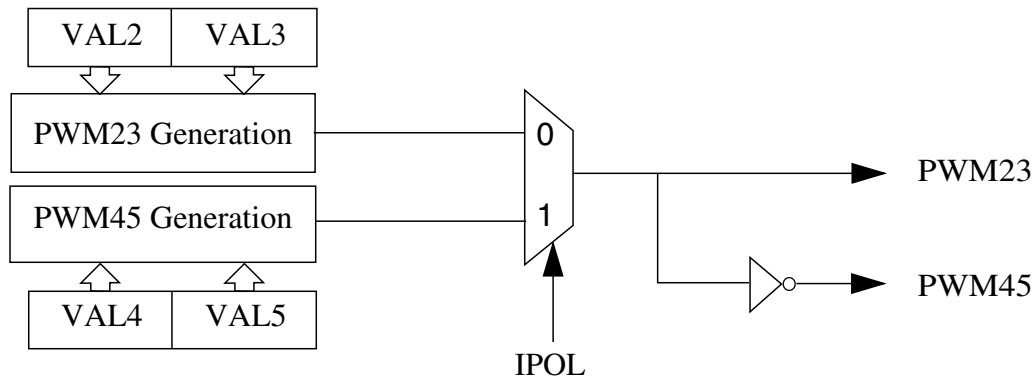 VAL2 VAL3
PWM23 Generation
0
PWM23
PWM45 Generation
1
VAL4 VAL5
PWM45
IPOL